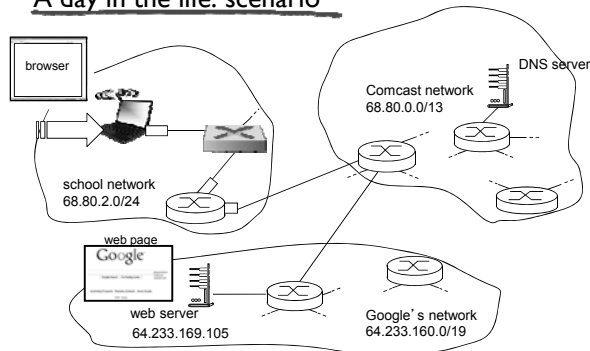 A day in the life: scenario
browser
DNS server
Comcast network
68.80.0.0/13
school network
68.80.2.0/24
web page
Google
web server
64.233.169.105
Google's network
64.233.160.0/19